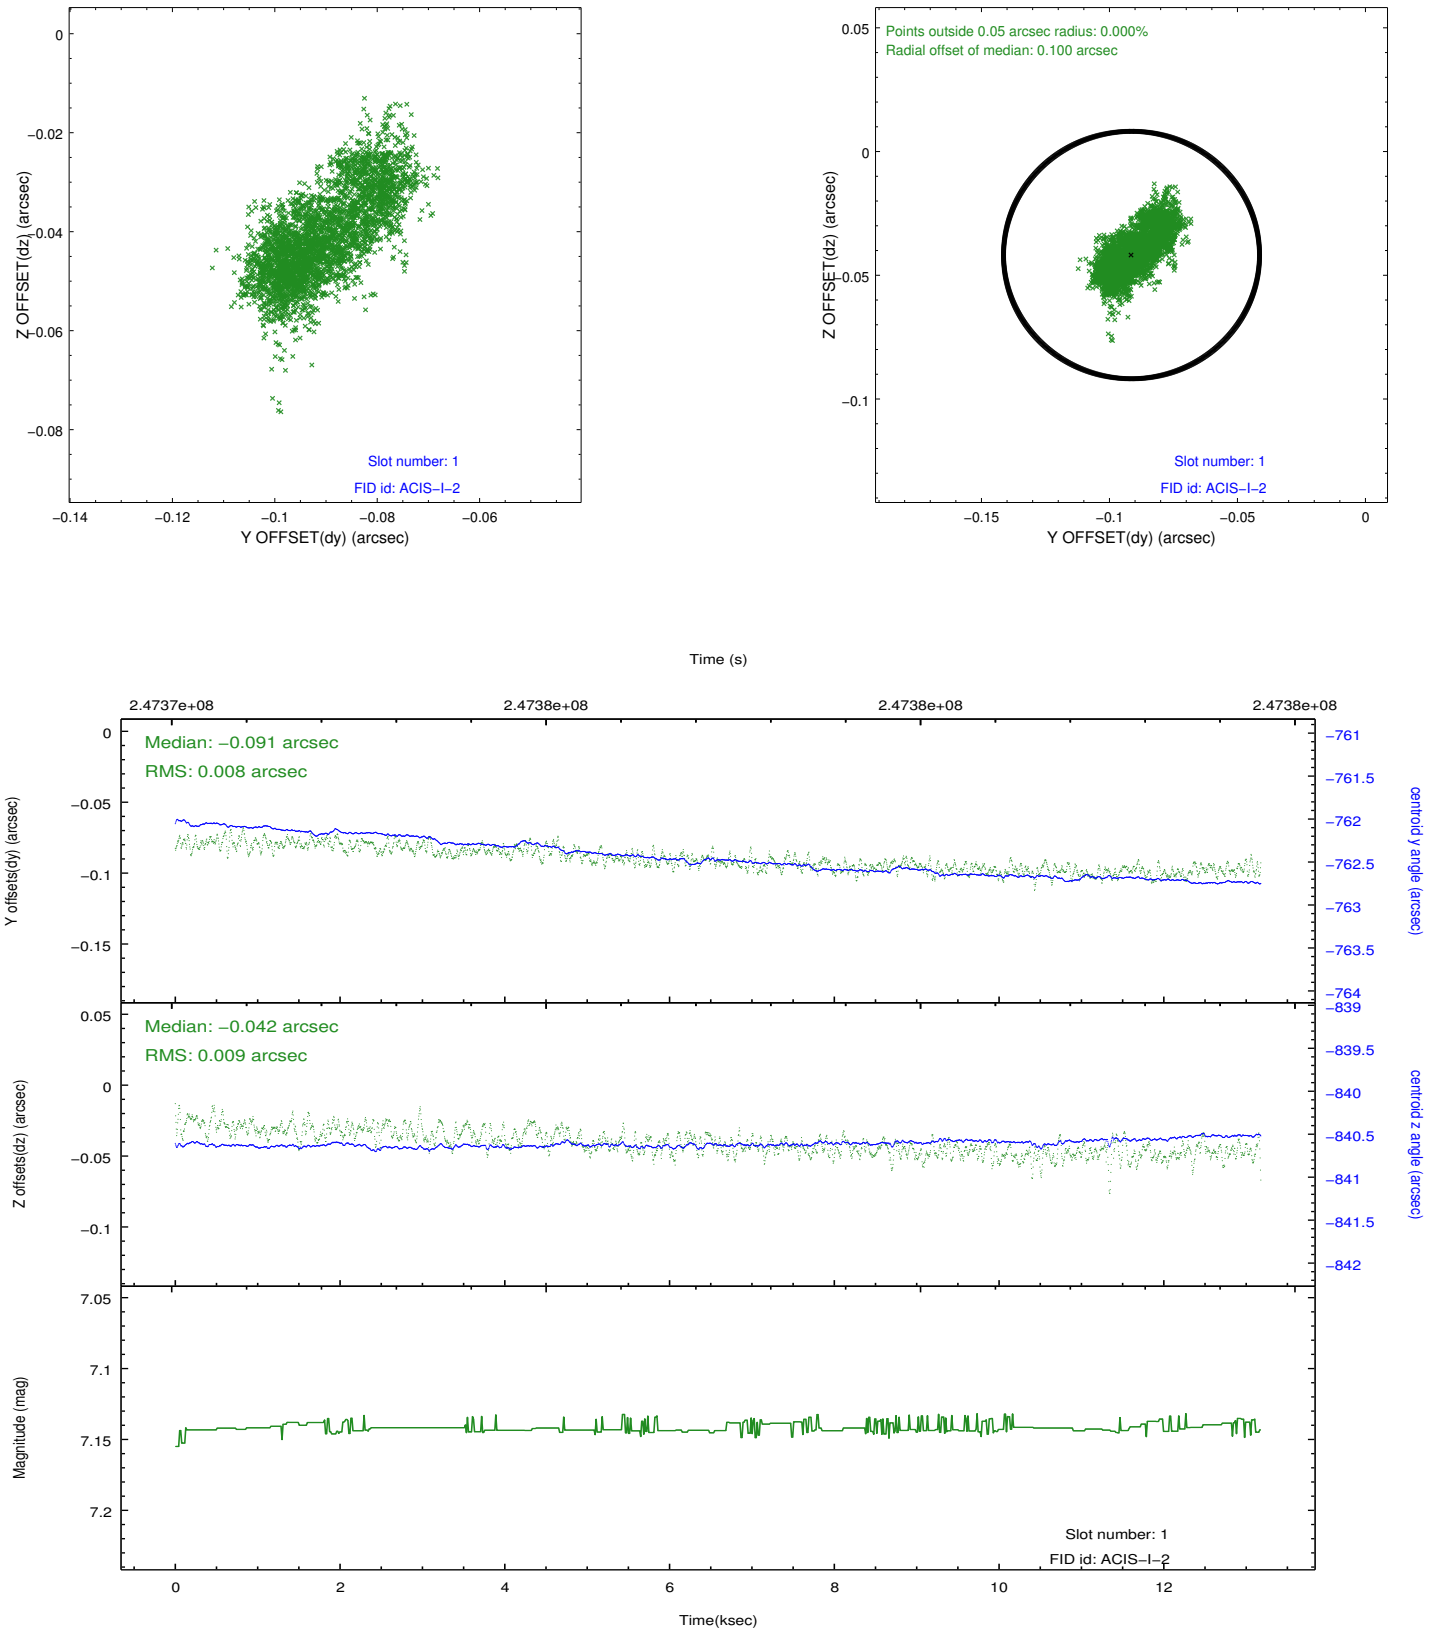 0
−0.02
−0.04
−0.06
−0.08
Z OFFSET(dz) (arcsec)
Slot number: 1
FID id: ACIS−I−2
−0.14
−0.12
−0.1
−0.08
−0.06
Y OFFSET(dy) (arcsec)
Points outside 0.05 arcsec radius: 0.000%
Radial offset of median: 0.100 arcsec
0.05
0
−0.05
−0.1
Z OFFSET(dz) (arcsec)
Slot number: 1
FID id: ACIS−I−2
−0.15
−0.1
−0.05
0
Y OFFSET(dy) (arcsec)
Time (s)
2.4737e+08
2.4738e+08
2.4738e+08
2.4738e+08
Median: −0.091 arcsec
RMS: 0.008 arcsec
0
−0.05
−0.1
−0.15
Y offsets(dy) (arcsec)
−761
−761.5
−762
−762.5
−763
−763.5
−764
centroid y angle (arcsec)
Median: −0.042 arcsec
RMS: 0.009 arcsec
0.05
0
−0.05
−0.1
Z offsets(dz) (arcsec)
−839
−839.5
−840
−840.5
−841
−841.5
−842
centroid z angle (arcsec)
7.05
7.1
7.15
7.2
Magnitude (mag)
Slot number: 1
FID id: ACIS−I−2
0
2
4
6
8
10
12
Time(ksec)